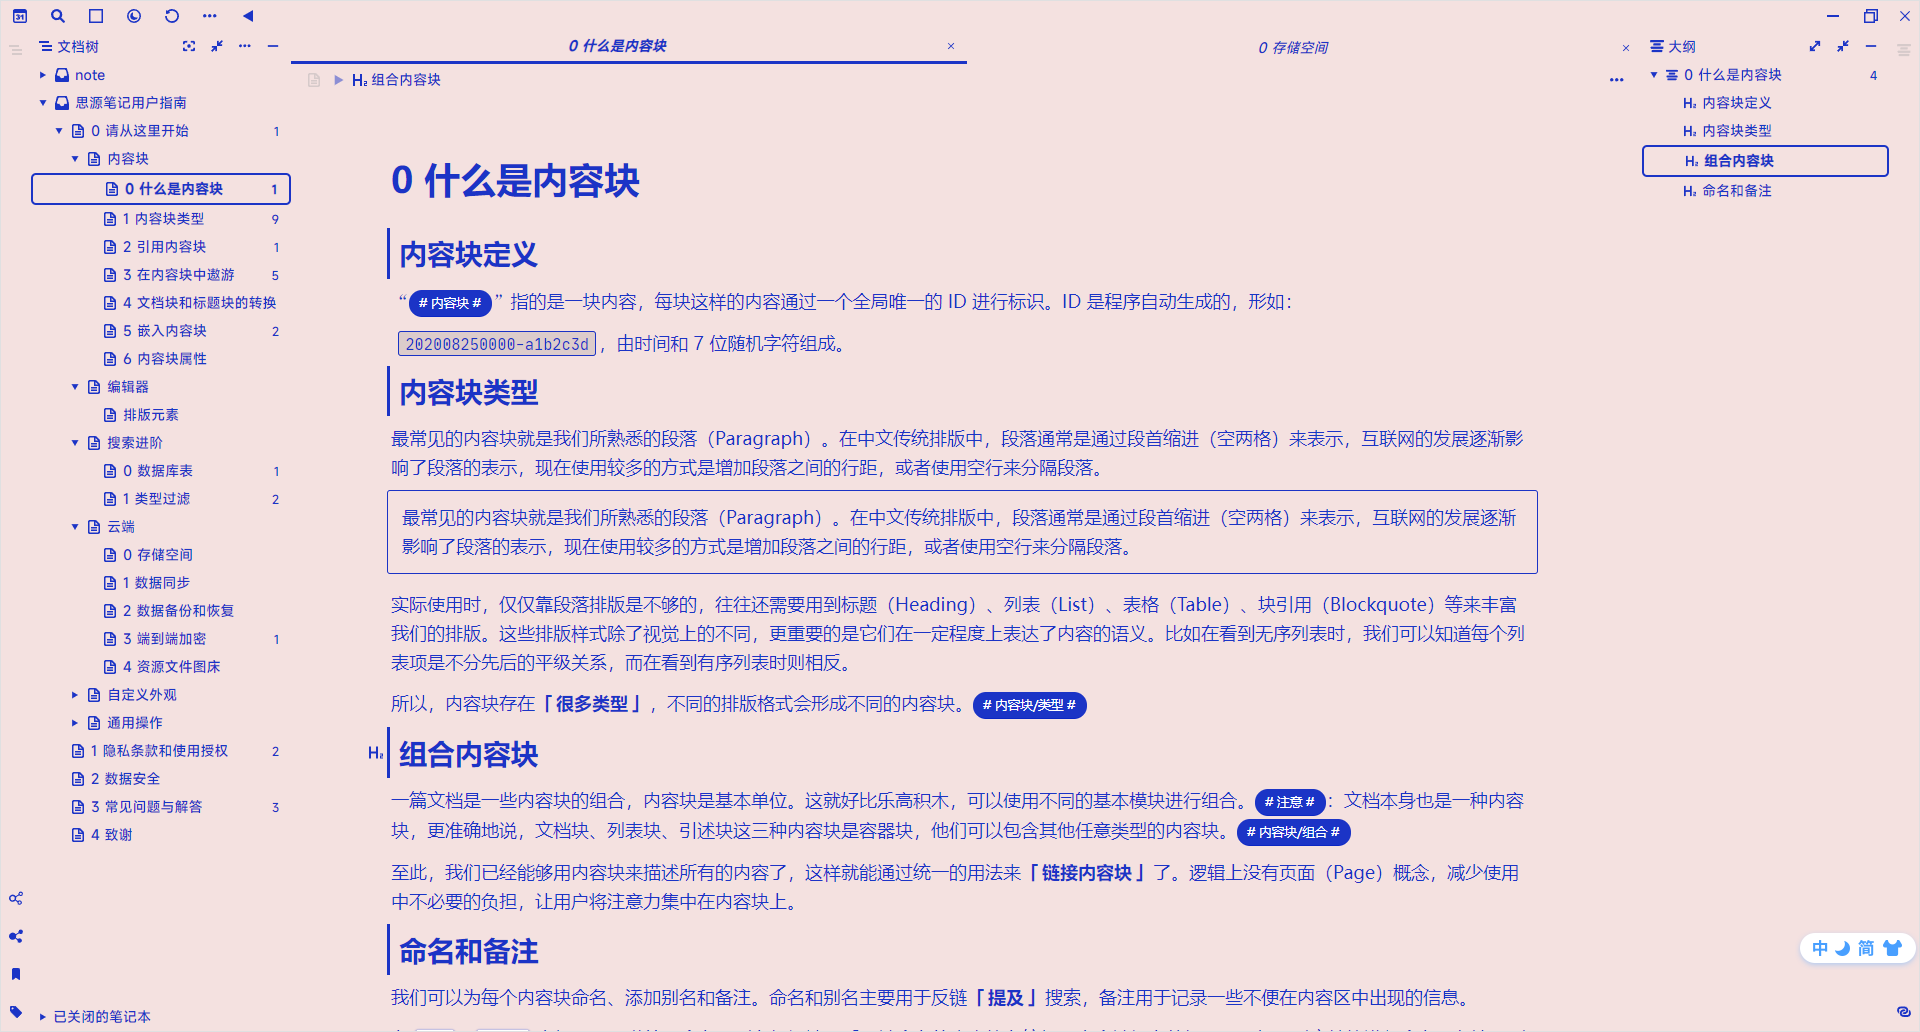 31
文档树
note
思源笔记用户指南
0 请从这里开始 1
内容块
0 什么是内容块 1
1 内容块类型 9
2 引用内容块 1
3 在内容块中遨游 5
4 文档块和标题块的转换
5 嵌入内容块 2
6 内容块属性
编辑器
排版元素
搜索进阶
0 数据库表 1
1 类型过滤 2
云端
0 存储空间
1 数据同步
2 数据备份和恢复
3 端到端加密 1
4 资源文件图床
自定义外观
通用操作
1 隐私条款和使用授权 2
2 数据安全
3 常见问题与解答 3
4 致谢
已关闭的笔记本
0 什么是内容块 ×
0 存储空间 ×
H₂ 组合内容块
0 什么是内容块
内容块定义
“# 内容块 #”指的是一块内容，每块这样的内容通过一个全局唯一的 ID 进行标识。ID 是程序自动生成的，形如：
202008250000-a1b2c3d，由时间和 7 位随机字符组成。
内容块类型
最常见的内容块就是我们所熟悉的段落（Paragraph）。在中文传统排版中，段落通常是通过段首缩进（空两格）来表示，互联网的发展逐渐影
响了段落的表示，现在使用较多的方式是增加段落之间的行距，或者使用空行来分隔段落。
最常见的内容块就是我们所熟悉的段落（Paragraph）。在中文传统排版中，段落通常是通过段首缩进（空两格）来表示，互联网的发展逐渐
影响了段落的表示，现在使用较多的方式是增加段落之间的行距，或者使用空行来分隔段落。
实际使用时，仅仅靠段落排版是不够的，往往还需要用到标题（Heading）、列表（List）、表格（Table）、块引用（Blockquote）等来丰富
我们的排版。这些排版样式除了视觉上的不同，更重要的是它们在一定程度上表达了内容的语义。比如在看到无序列表时，我们可以知道每个列
表项是不分先后的平级关系，而在看到有序列表时则相反。
所以，内容块存在「很多类型」，不同的排版格式会形成不同的内容块。# 内容块/类型 #
H₂ 组合内容块
一篇文档是一些内容块的组合，内容块是基本单位。这就好比乐高积木，可以使用不同的基本模块进行组合。# 注意 #：文档本身也是一种内容
块，更准确地说，文档块、列表块、引述块这三种内容块是容器块，他们可以包含其他任意类型的内容块。# 内容块/组合 #
至此，我们已经能够用内容块来描述所有的内容了，这样就能通过统一的用法来「链接内容块」了。逻辑上没有页面（Page）概念，减少使用
中不必要的负担，让用户将注意力集中在内容块上。
命名和备注
我们可以为每个内容块命名、添加别名和备注。命名和别名主要用于反链「提及」搜索，备注用于记录一些不便在内容区中出现的信息。
大纲
0 什么是内容块 4
H₂ 内容块定义
H₂ 内容块类型
H₂ 组合内容块
H₂ 命名和备注
中 简